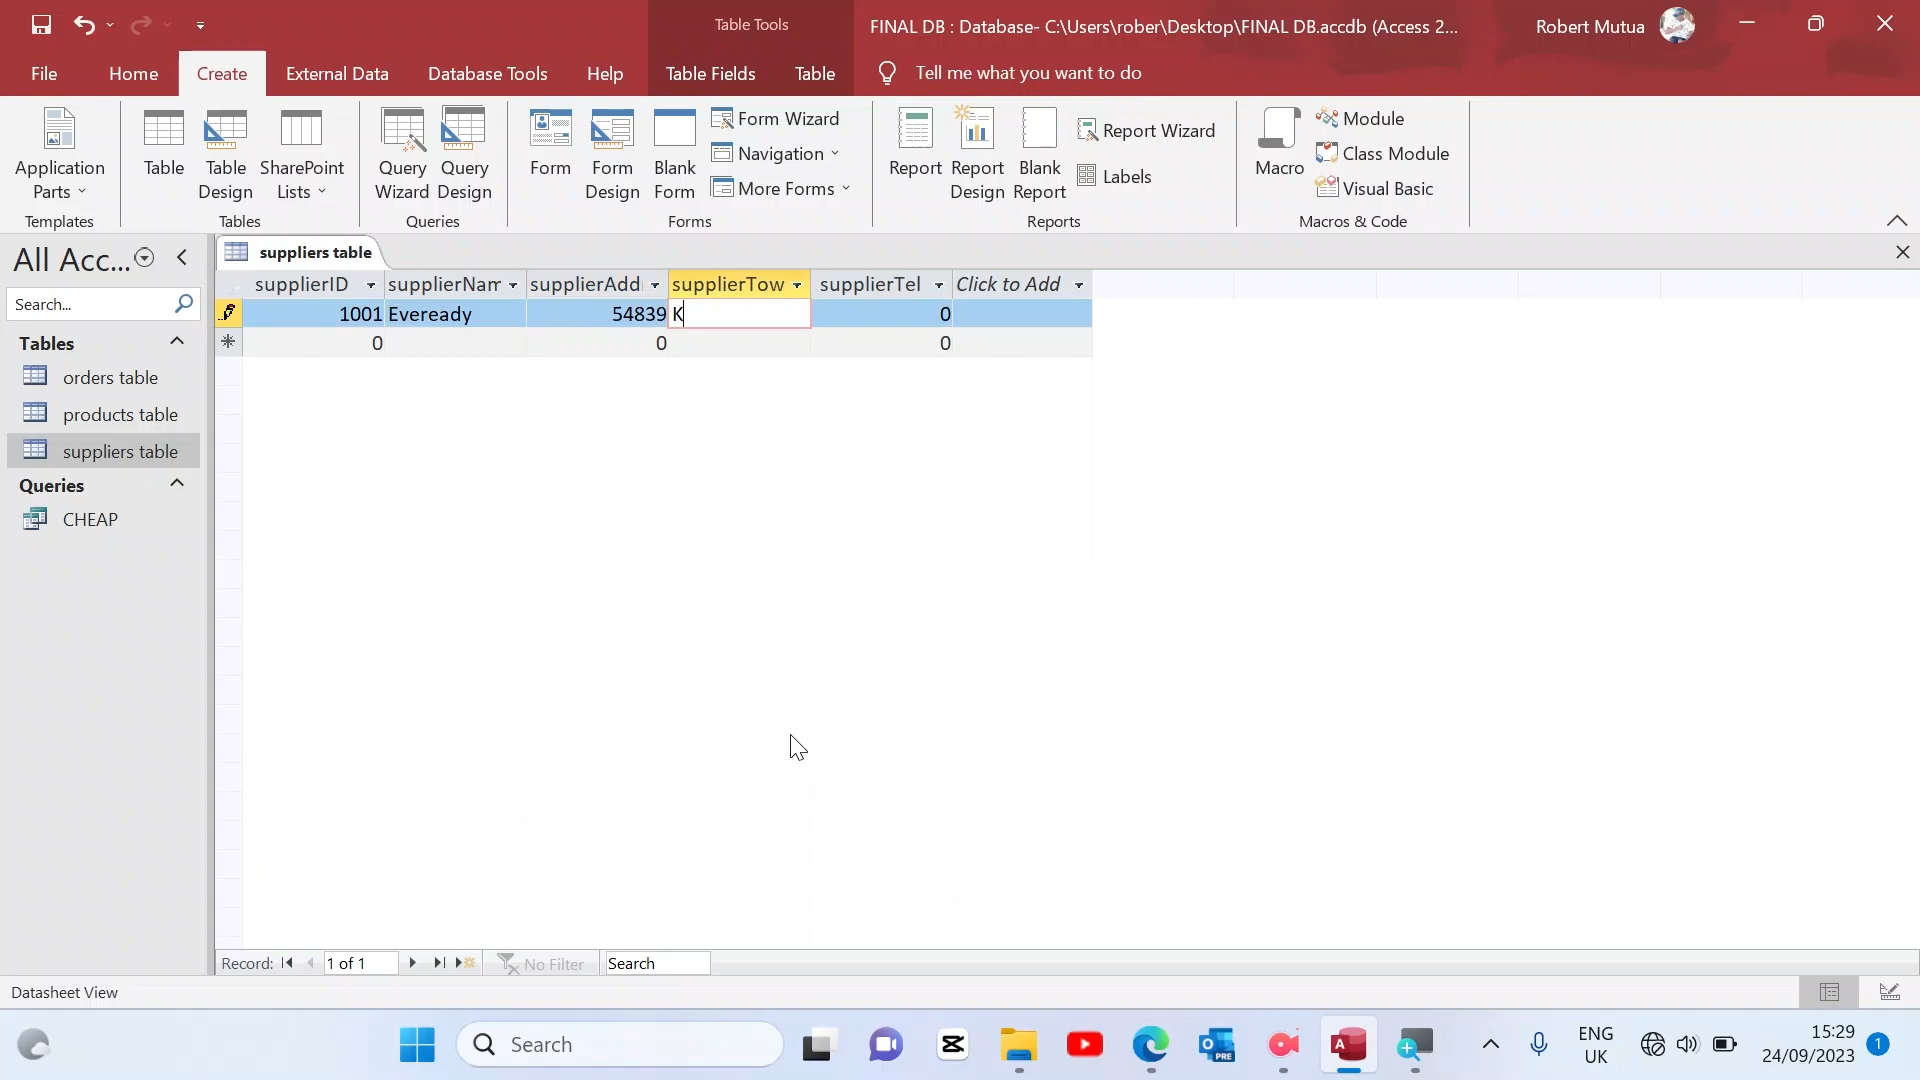 Table Tools
FINAL DB : Database- C:\Users\rober\Desktop\FINAL DB.accdb (Access 2...
Robert Mutua
File
Home
Create
External Data
Database Tools
Help
Table Fields
Table
Tell me what you want to do
Application
Parts
Templates
Table
Table
Design
SharePoint
Lists
Tables
Query
Wizard
Query
Design
Queries
Form
Form
Design
Blank
Form
Form Wizard
Navigation
More Forms
Forms
Report
Report
Design
Blank
Report
Report Wizard
Labels
Reports
Macro
Module
Class Module
Visual Basic
Macros & Code
All Acc...
Search...
Tables
orders table
products table
suppliers table
Queries
CHEAP
suppliers table
supplierID supplierNam supplierAdd supplierTow supplierTel Click to Add
1001 Eveready 54839 K 0
0 0 0
Record: 1 of 1 No Filter Search
Datasheet View
Search
PRE
A
ENG
UK
15:29
24/09/2023
1